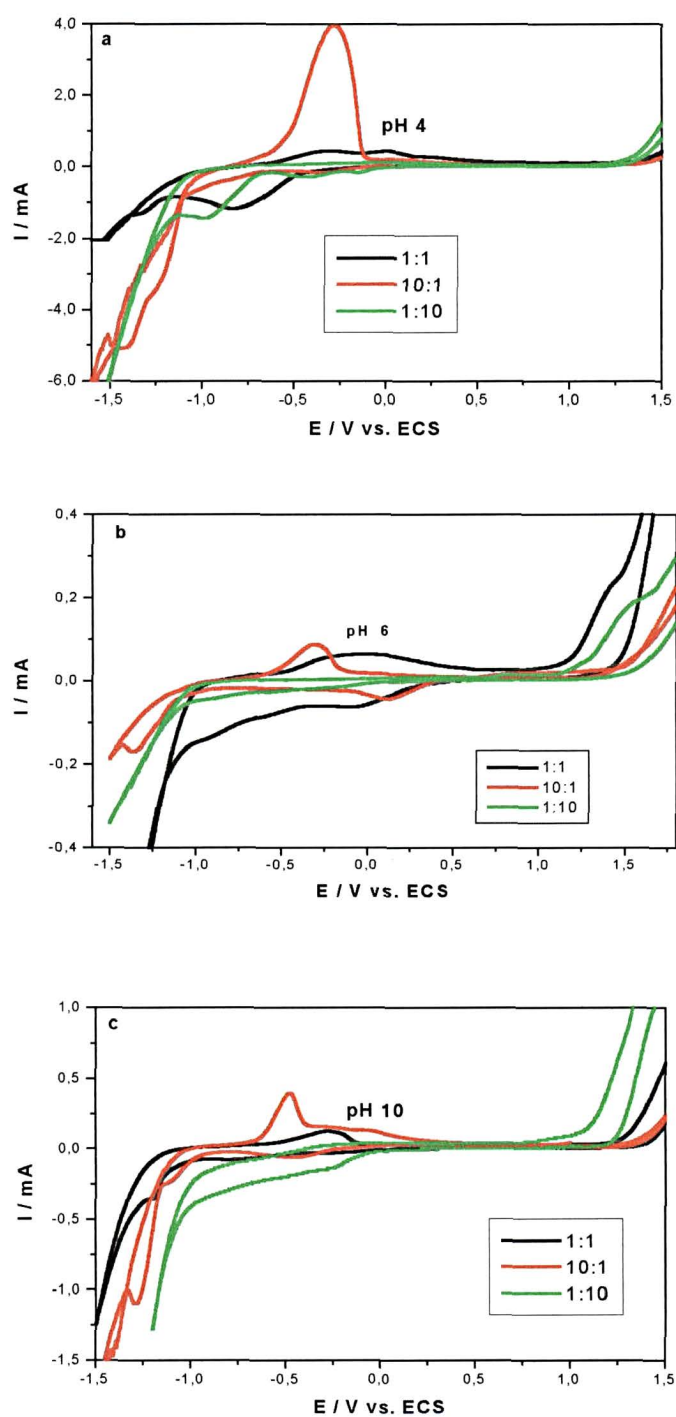 a
4,0
2,0
0,0
-2,0
-4,0
-6,0
I / mA
pH 4
1:1
10:1
1:10
-1,5 -1,0 -0,5 0,0 0,5 1,0 1,5
E / V vs. ECS
b
0,4
0,2
0,0
-0,2
-0,4
I / mA
pH 6
1:1
10:1
1:10
-1,5 -1,0 -0,5 0,0 0,5 1,0 1,5
E / V vs. ECS
c
1,0
0,5
0,0
-0,5
-1,0
-1,5
I / mA
pH 10
1:1
10:1
1:10
-1,5 -1,0 -0,5 0,0 0,5 1,0 1,5
E / V vs. ECS